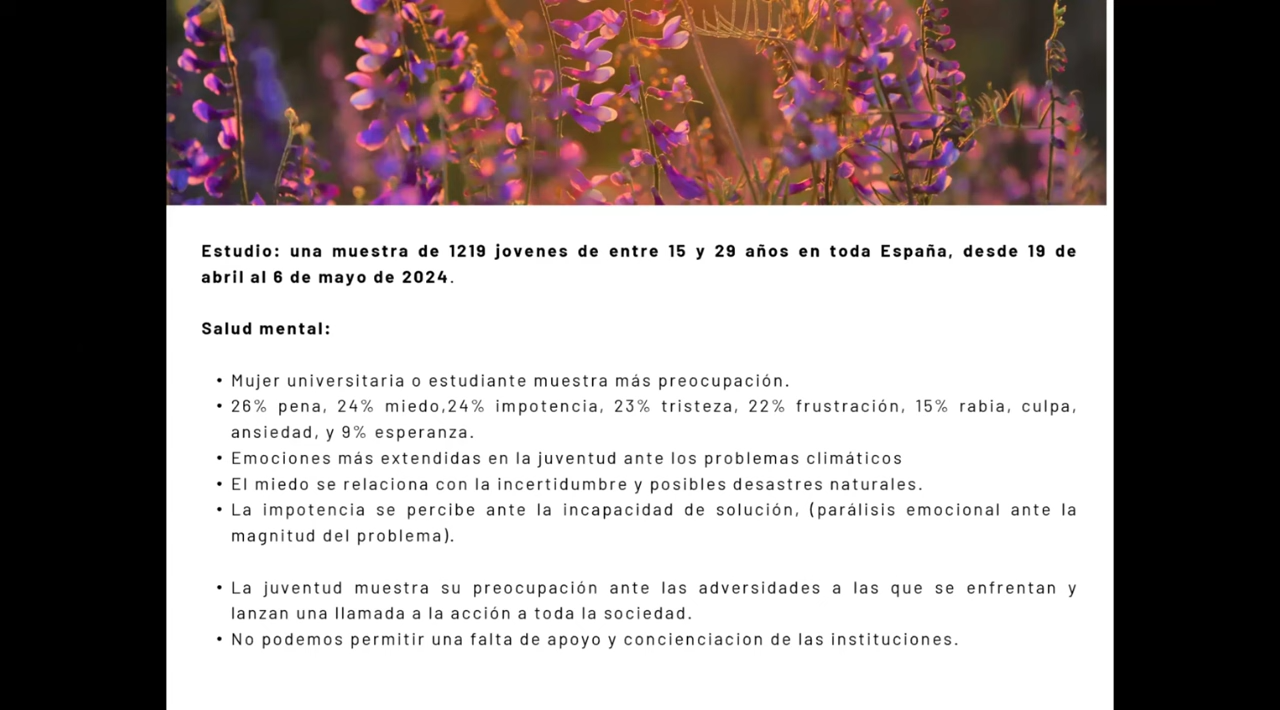 Estudio: una muestra de 1219 jovenes de entre 15 y 29 años en toda España, desde 19 de
abril al 6 de mayo de 2024.
Salud mental:
• Mujer universitaria o estudiante muestra más preocupación.
• 26% pena, 24% miedo,24% impotencia, 23% tristeza, 22% frustración, 15% rabia, culpa,
ansiedad, y 9% esperanza.
• Emociones más extendidas en la juventud ante los problemas climáticos
• El miedo se relaciona con la incertidumbre y posibles desastres naturales.
• La impotencia se percibe ante la incapacidad de solución, (parálisis emocional ante la
magnitud del problema).
• La juventud muestra su preocupación ante las adversidades a las que se enfrentan y
lanzan una llamada a la acción a toda la sociedad.
• No podemos permitir una falta de apoyo y concienciacion de las instituciones.